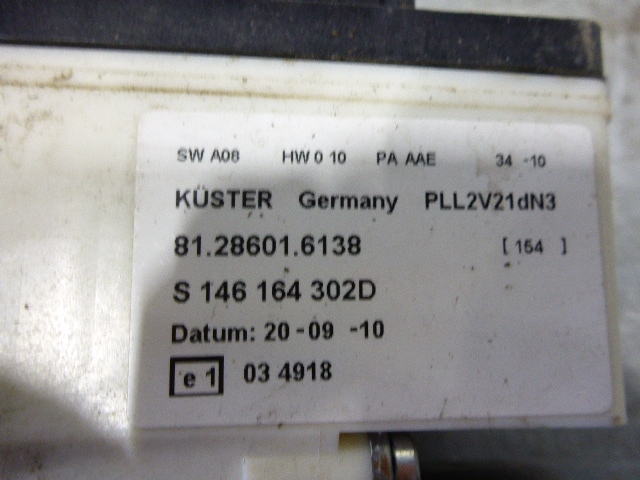 SW A08 HW 0 10 PA AAE 34 -10
KÜSTER Germany PLL2V21dN3
81.28601.6138 [ 154 ]
S 146 164 302D
Datum: 20-09 -10
e 1 03 4918